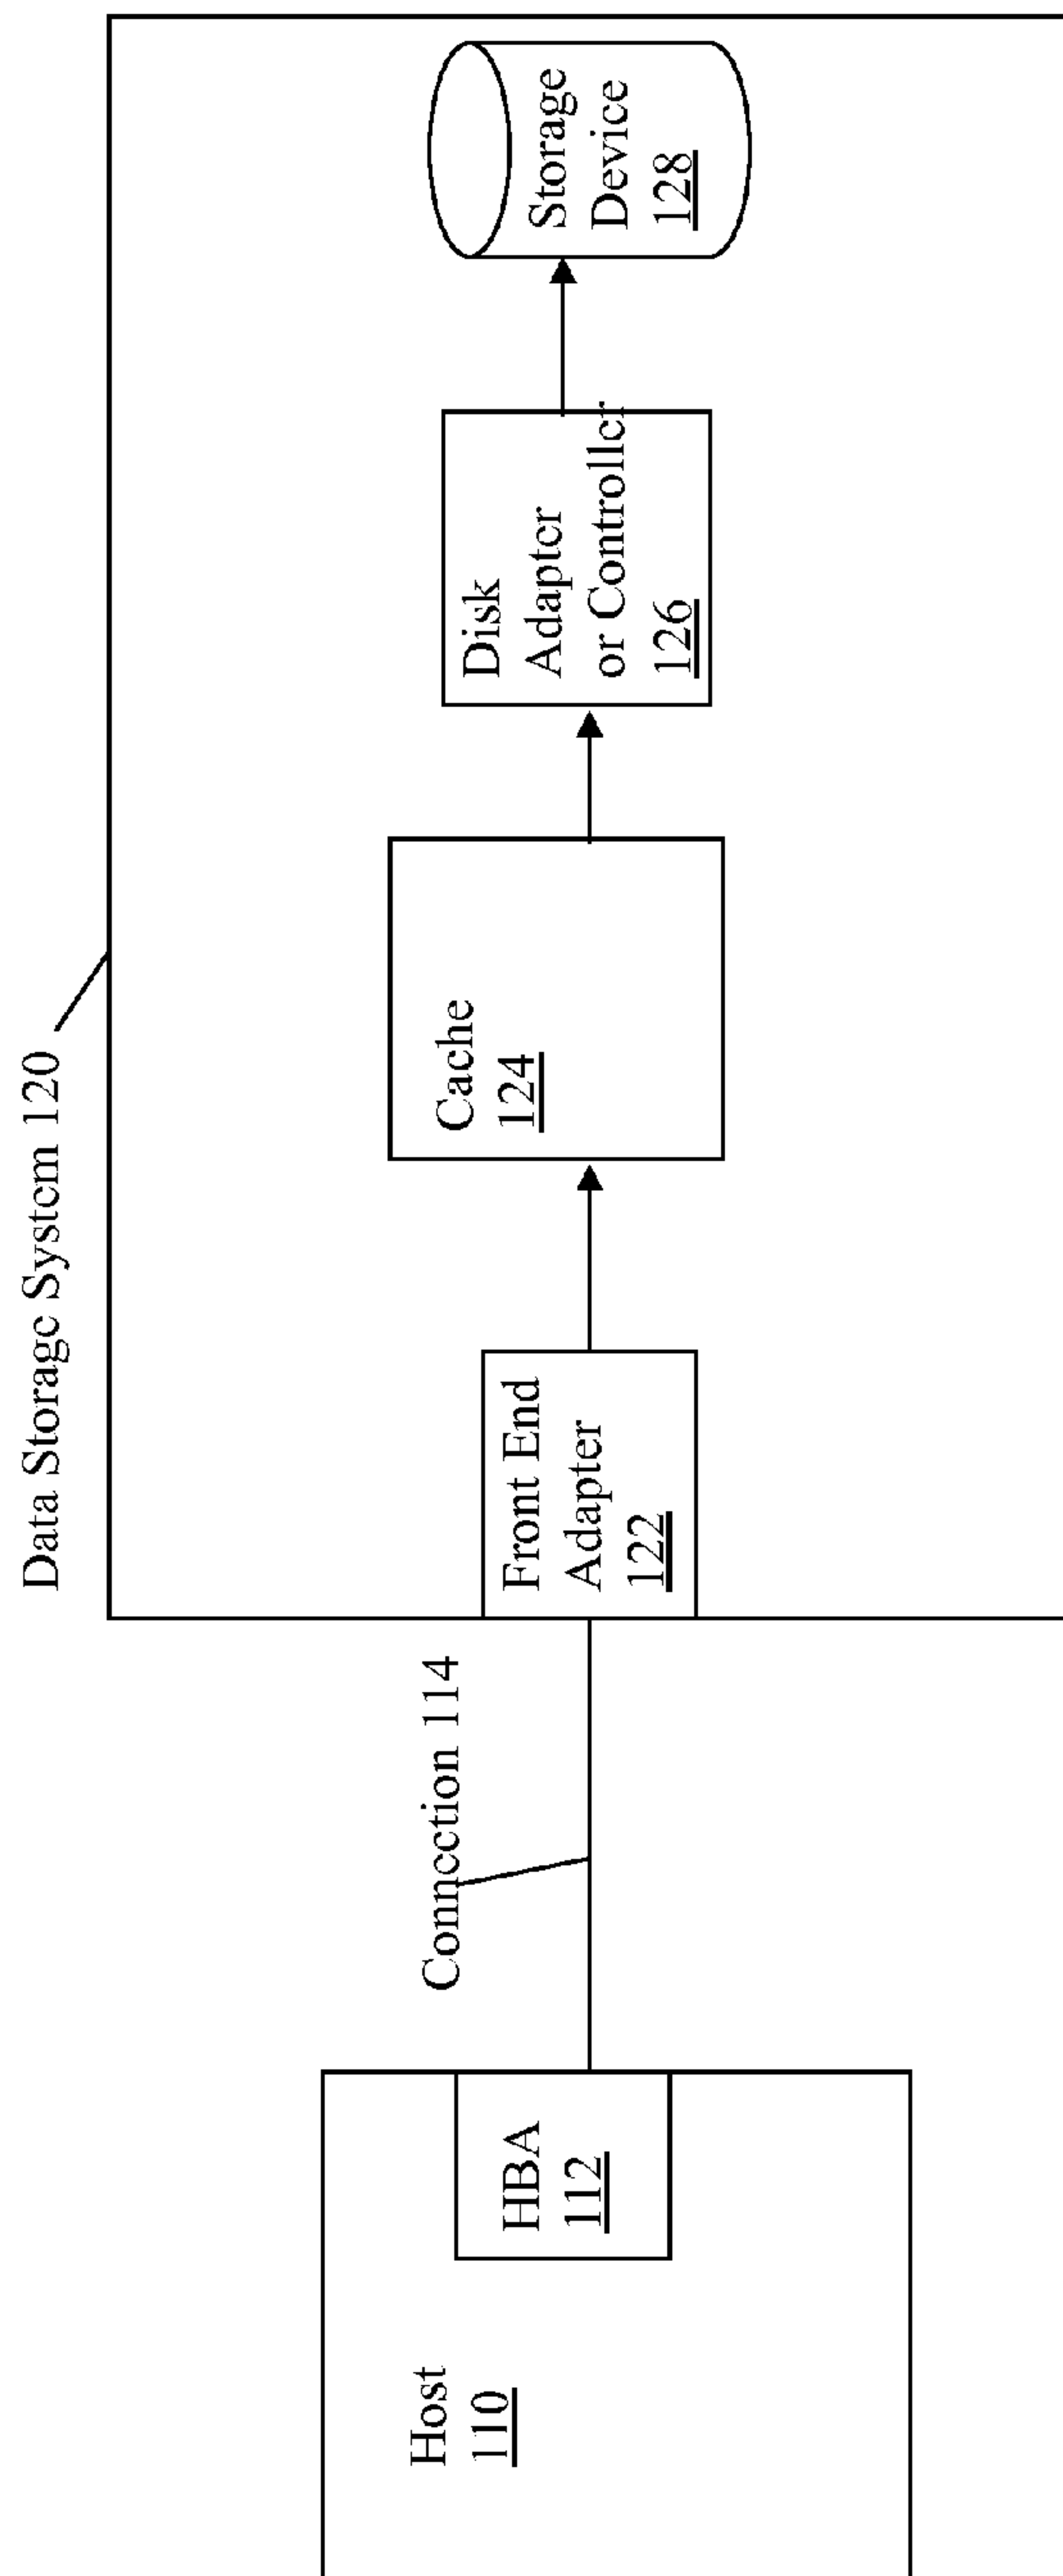 Data Storage System 120
Host
110
HBA
112
Connection 114
Front End
Adapter
122
Cache
124
Disk
Adapter
or Controller
126
Storage
Device
128